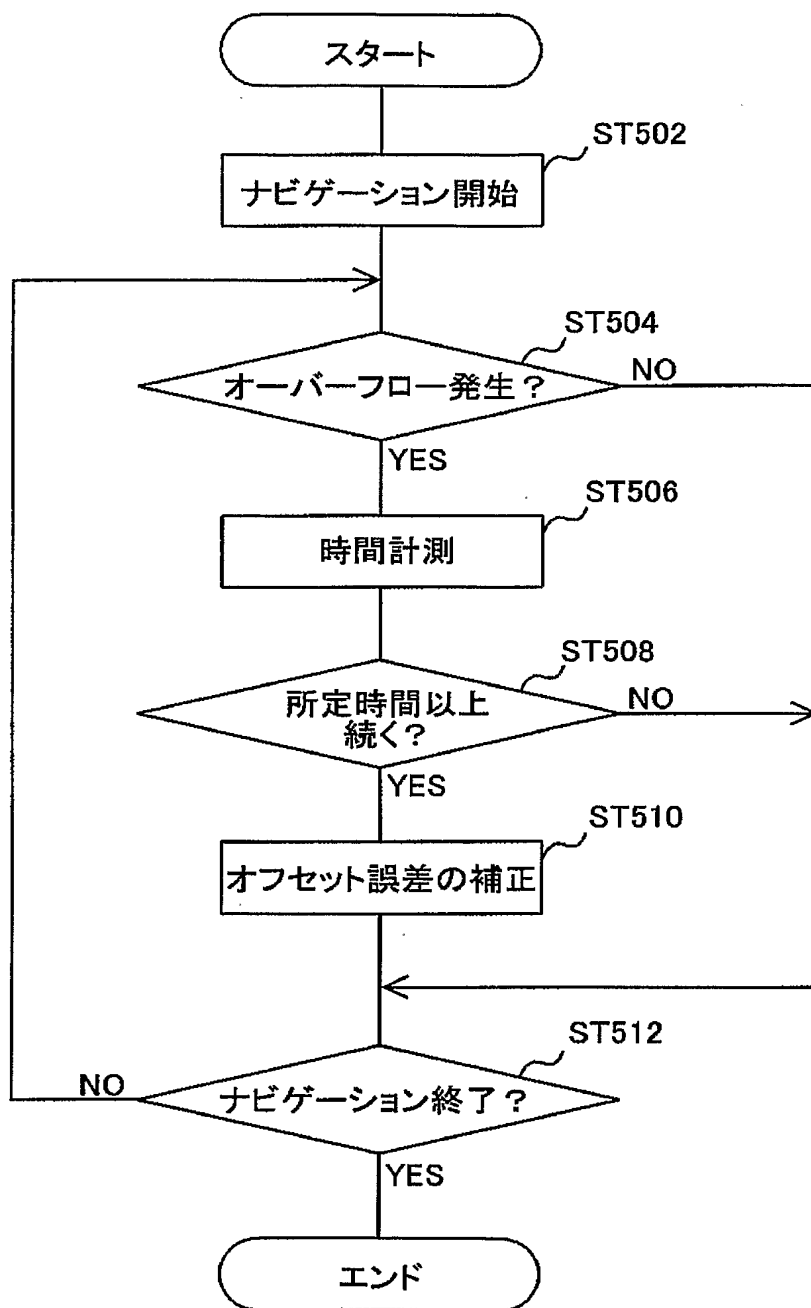 スタート
ST502
ナビゲーション開始
ST504
オーバーフロー発生？
NO
YES
ST506
時間計測
ST508
所定時間以上
続く？
NO
YES
ST510
オフセット誤差の補正
ST512
ナビゲーション終了？
NO
YES
エンド